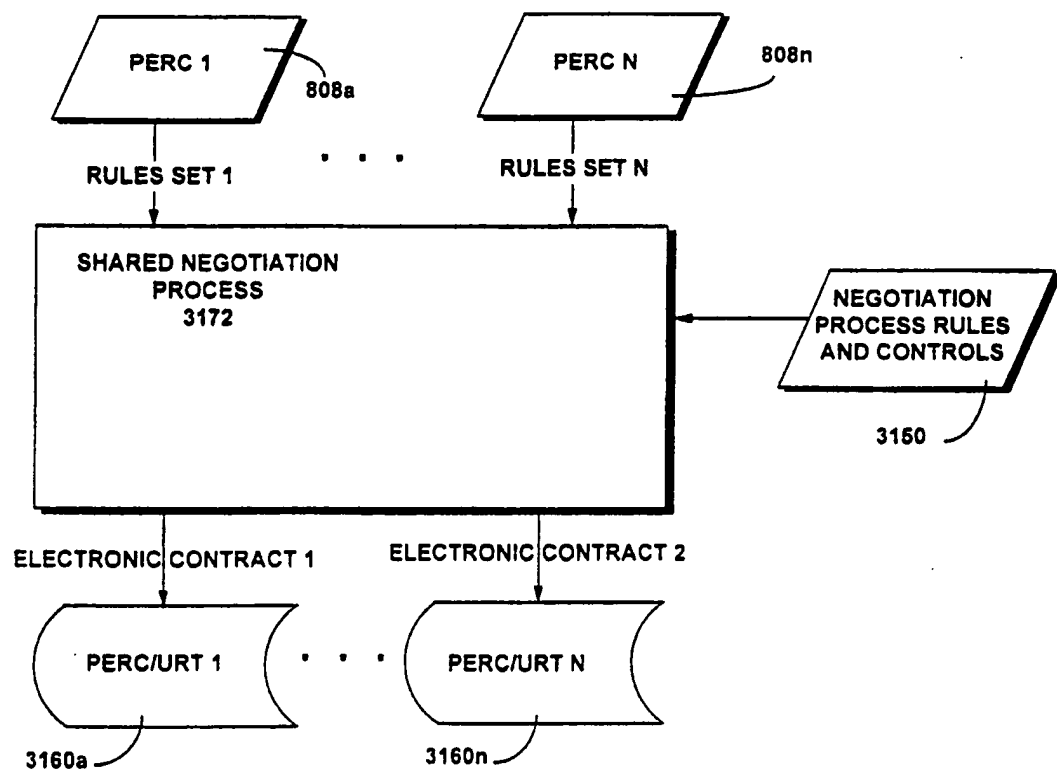 PERC 1
808a
PERC N
808n
RULES SET 1
RULES SET N
SHARED NEGOTIATION
PROCESS
3172
NEGOTIATION
PROCESS RULES
AND CONTROLS
3150
ELECTRONIC CONTRACT 1
ELECTRONIC CONTRACT 2
PERC/URT 1
PERC/URT N
3160a
3160n